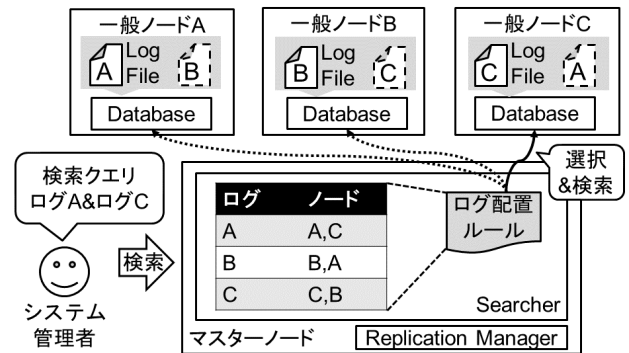 一般ノードA
A
Log
File
B
Database
一般ノードB
B
Log
File
C
Database
一般ノードC
C
Log
File
A
Database
選択
&検索
検索クエリ
ログA&ログC
検索
システム
管理者
ログ ノード
A A,C
B B,A
C C,B
ログ配置
ルール
Searcher
マスターノード
Replication Manager